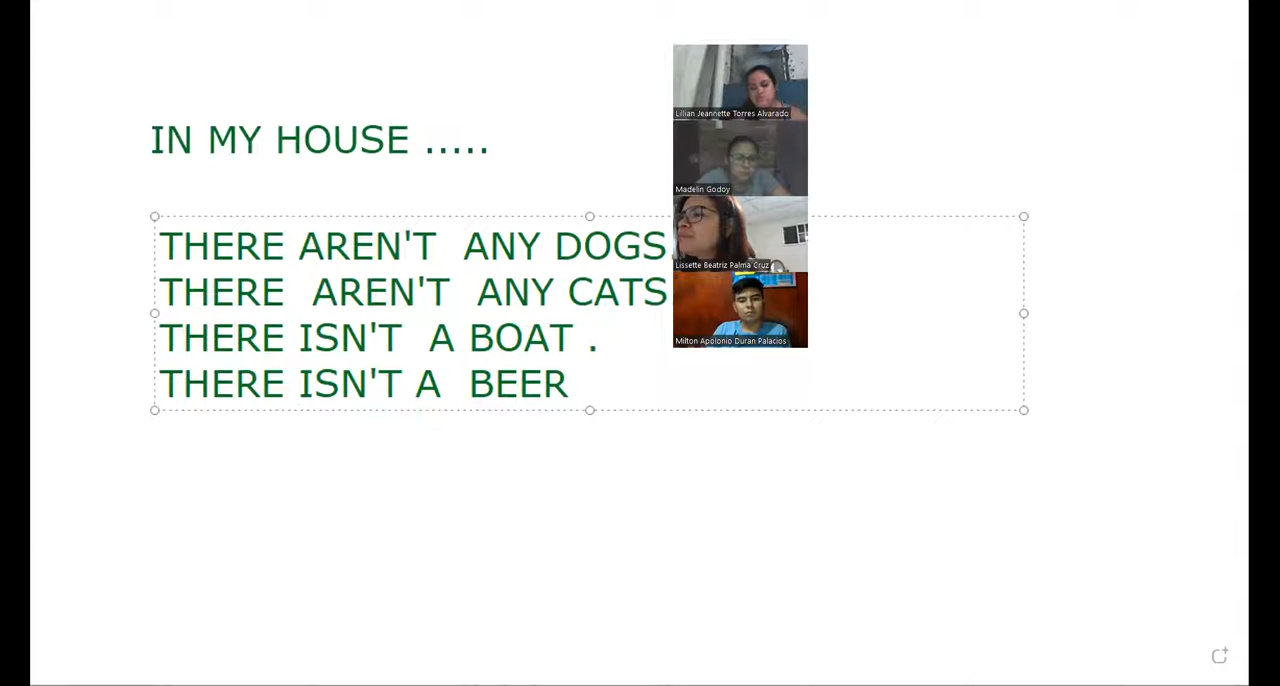 IN MY HOUSE .....
THERE AREN'T ANY DOGS
THERE AREN'T ANY CATS
THERE ISN'T A BOAT .
THERE ISN'T A BEER
Lillian Jeannette Torres Alvarado
Madelin Godoy
Lissette Beatriz Palma Cruz
Milton Apolonio Duran Palacios